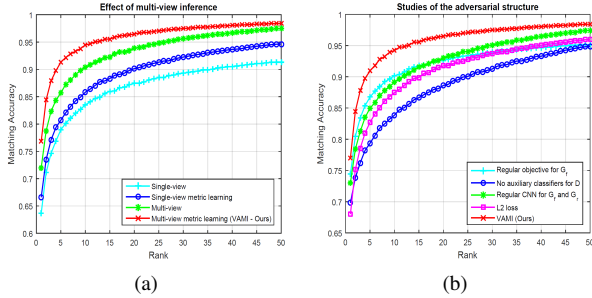 Effect of multi-view inference
Matching Accuracy
1
0.95
0.9
0.85
0.8
0.75
0.7
0.65
0.6
Single-view
Single-view metric learning
Multi-view
Multi-view metric learning (VAMI - Ours)
0 5 10 15 20 25 30 35 40 45 50
Rank
(a)
Studies of the adversarial structure
Matching Accuracy
1
0.95
0.9
0.85
0.8
0.75
0.7
0.65
Regular objective for G_f
No auxiliary classifiers for D
Regular CNN for G_f and G_r
L2 loss
VAMI (Ours)
0 5 10 15 20 25 30 35 40 45 50
Rank
(b)